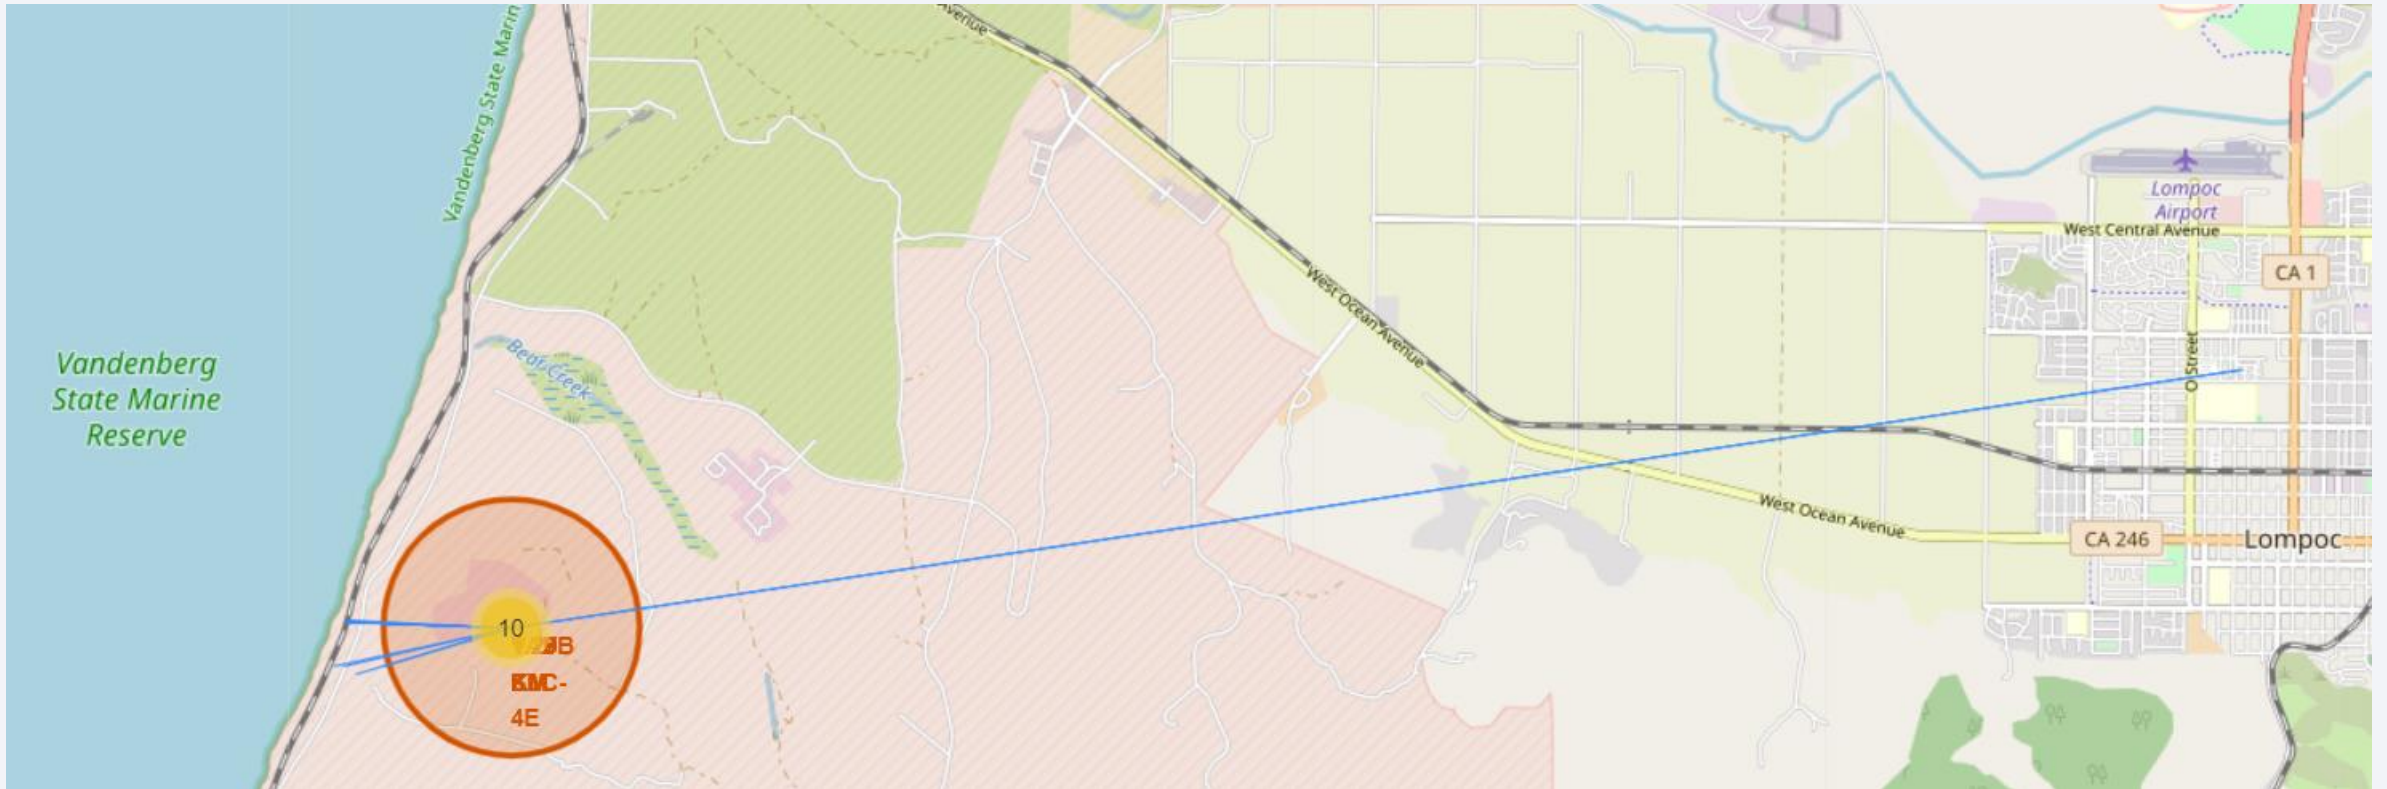 Avenue
Vandenberg State Marin
Lompoc
Airport
West Central Avenue
CA 1
West Ocean Avenue
Bear Creek
O Street
Vandenberg
State Marine
Reserve
West Ocean Avenue
CA 246
Lompoc
10
4E